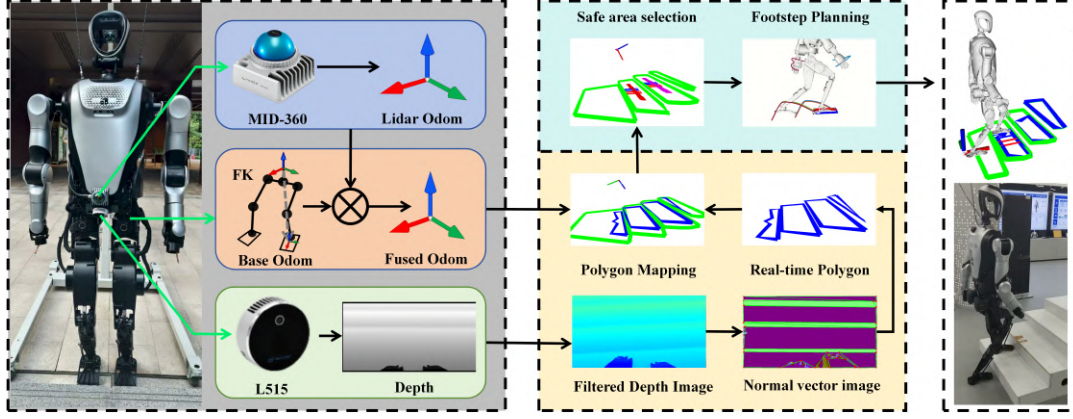 MID-360
Lidar Odom
FK
Base Odom
Fused Odom
L515
Depth
Safe area selection
Footstep Planning
Polygon Mapping
Real-time Polygon
Filtered Depth Image
Normal vector image